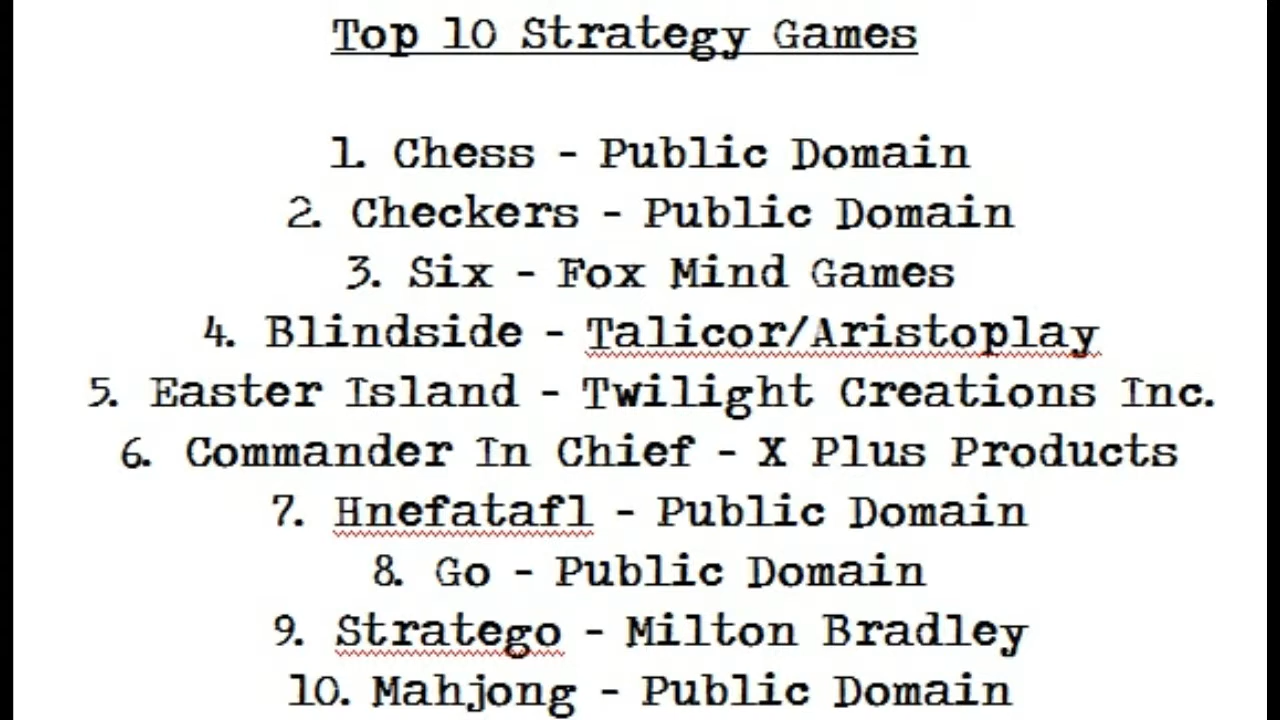 Top 10 Strategy Games
1. Chess - Public Domain
2. Checkers - Public Domain
3. Six - Fox Mind Games
4. Blindside - Talicor/Aristoplay
5. Easter Island - Twilight Creations Inc.
6. Commander In Chief - X Plus Products
7. Hnefatafl - Public Domain
8. Go - Public Domain
9. Stratego - Milton Bradley
10. Mahjong - Public Domain